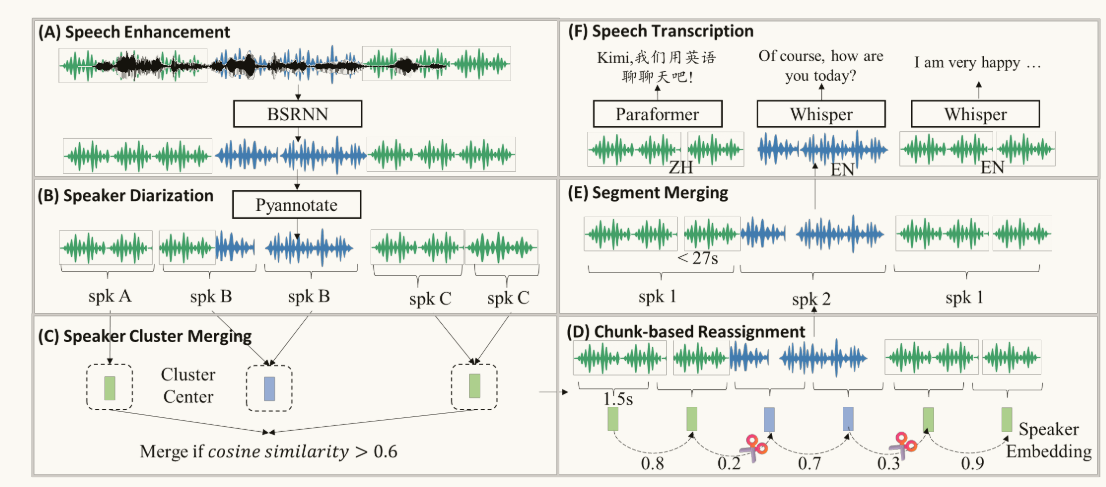 (A) Speech Enhancement
BSRNN
(B) Speaker Diarization
Pyannotate
spk A
spk B
spk B
spk C
spk C
(C) Speaker Cluster Merging
Cluster
Center
Merge if cosine similarity > 0.6
(F) Speech Transcription
Kimi,我们用英语
聊聊天吧!
Of course, how are
you today?
I am very happy …
Paraformer
Whisper
Whisper
ZH
EN
EN
(E) Segment Merging
< 27s
spk 1
spk 2
spk 1
(D) Chunk-based Reassignment
1.5s
Speaker
Embedding
0.8
0.2
0.7
0.3
0.9